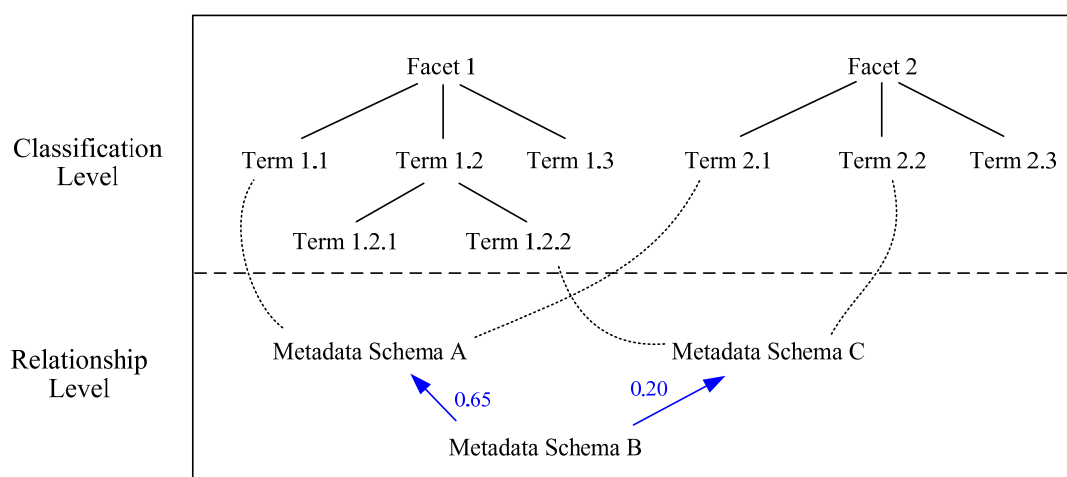 Facet 1
Facet 2
Classification
Level
Term 1.1
Term 1.2
Term 1.3
Term 2.1
Term 2.2
Term 2.3
Term 1.2.1
Term 1.2.2
Relationship
Level
Metadata Schema A
Metadata Schema C
0.65
0.20
Metadata Schema B